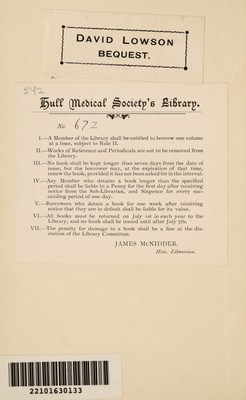 DAVID LOWSON
BEQUEST.
542
Hull Medical Society's Library.
No 672
I.—A Member of the Library shall be entitled to borrow one volume
at a time, subject to Rule II.
II.—Works of Reference and Periodicals are not to be removed from
the Library.
III.—No book shall be kept longer than seven days from the date of
issue, but the borrower may, at the expiration of that time,
renew the book, provided it has not been asked for in the interval.
IV.—Any Member who detains a book longer than the specified
period shall be liable to a Penny for the first day after receiving
notice from the Sub-Librarian, and Sixpence for every suc-
ceeding period of one day.
V.—Borrowers who detain a book for one week after receiving
notice that they are in default shall be liable for its value.
VI.—All books must be returned on July 1st in each year to the
Library, and no book shall be issued until after July 7th.
VII.—The penalty for damage to a book shall be a fine at the dis-
cretion of the Library Committee.
JAMES McNIDDER.
Hon. Librarian.
22101630133